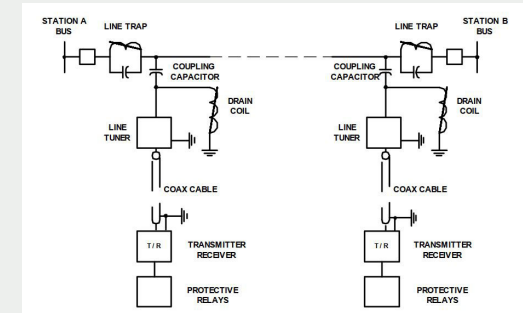 STATION A
BUS
LINE TRAP
LINE TRAP
STATION B
BUS
COUPLING
CAPACITOR
COUPLING
CAPACITOR
DRAIN
COIL
DRAIN
COIL
LINE
TUNER
LINE
TUNER
COAX CABLE
COAX CABLE
T/R
TRANSMITTER
RECEIVER
T/R
TRANSMITTER
RECEIVER
PROTECTIVE
RELAYS
PROTECTIVE
RELAYS